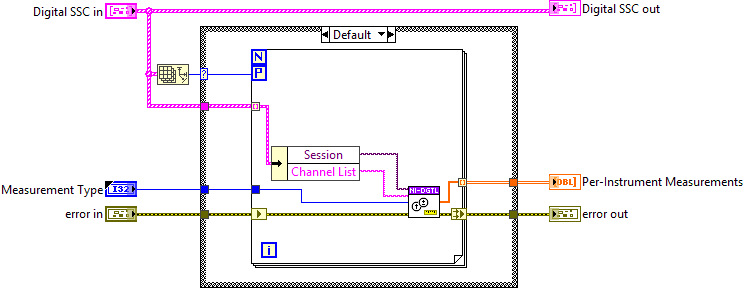 Digital SSC in
Digital SSC out
Default
N
P
?
Session
Channel List
NI-DGTL
Measurement Type
I32
DBL
Per-Instrument Measurements
error in
error out
i